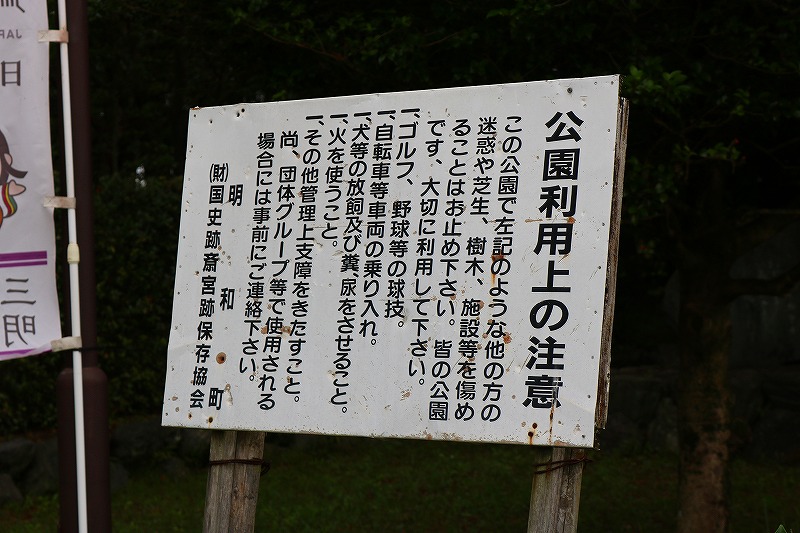 公園利用上の注意
この公園で左記のような他の方の
迷惑や芝生、樹木、施設等を傷め
ることはお止め下さい。皆の公園
です、大切に利用して下さい。
一、ゴルフ、野球等の球技。
一、自転車等車両の乗り入れ。
一、犬等の放飼及び糞、尿をさせること。
一、火を使うこと。
一、その他管理上支障をきたすこと。
尚、団体グループ等で使用される
場合には事前にご連絡下さい。
明和町
(財)国史跡斎宮跡保存協会
JAP
日
三明